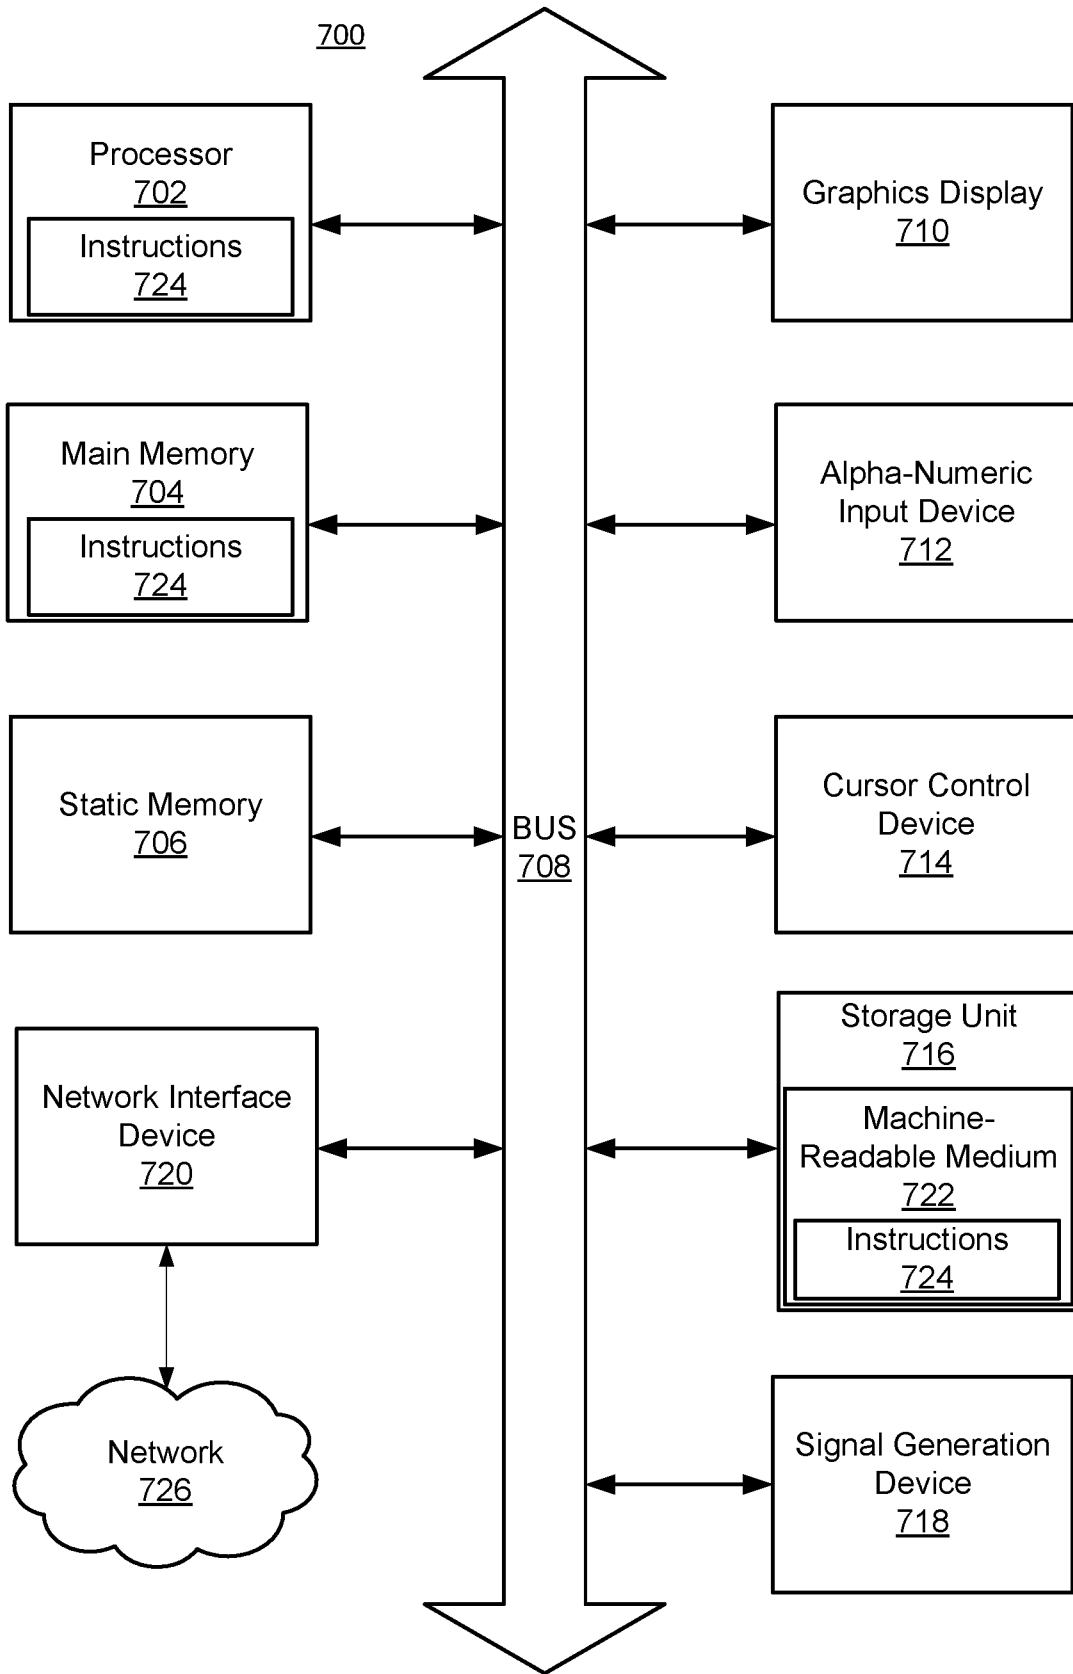 700
Processor
702
Instructions
724
Main Memory
704
Instructions
724
Static Memory
706
Network Interface
Device
720
Network
726
BUS
708
Graphics Display
710
Alpha-Numeric
Input Device
712
Cursor Control
Device
714
Storage Unit
716
Machine-
Readable Medium
722
Instructions
724
Signal Generation
Device
718